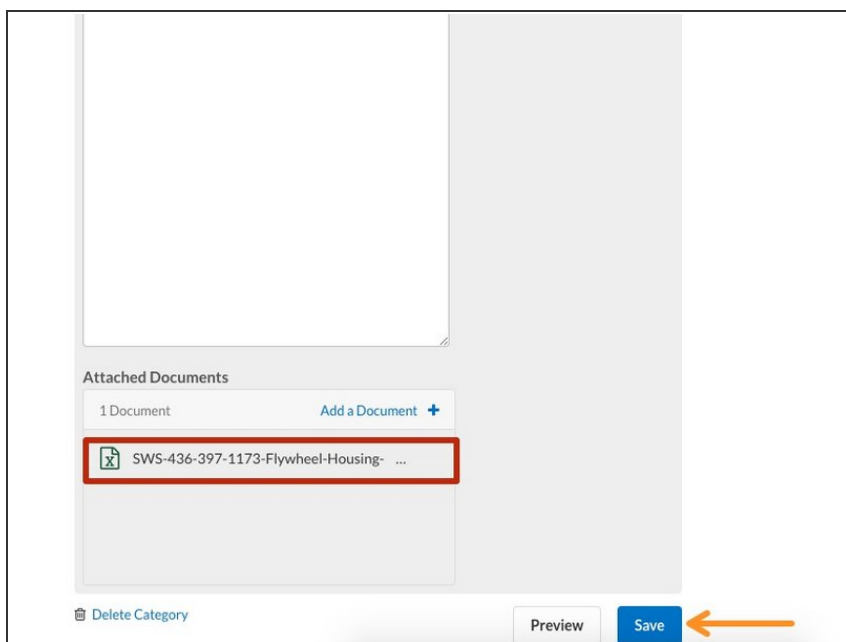 Attached Documents
1 Document Add a Document +
X SWS-436-397-1173-Flywheel-Housing- ...
Delete Category
Preview Save